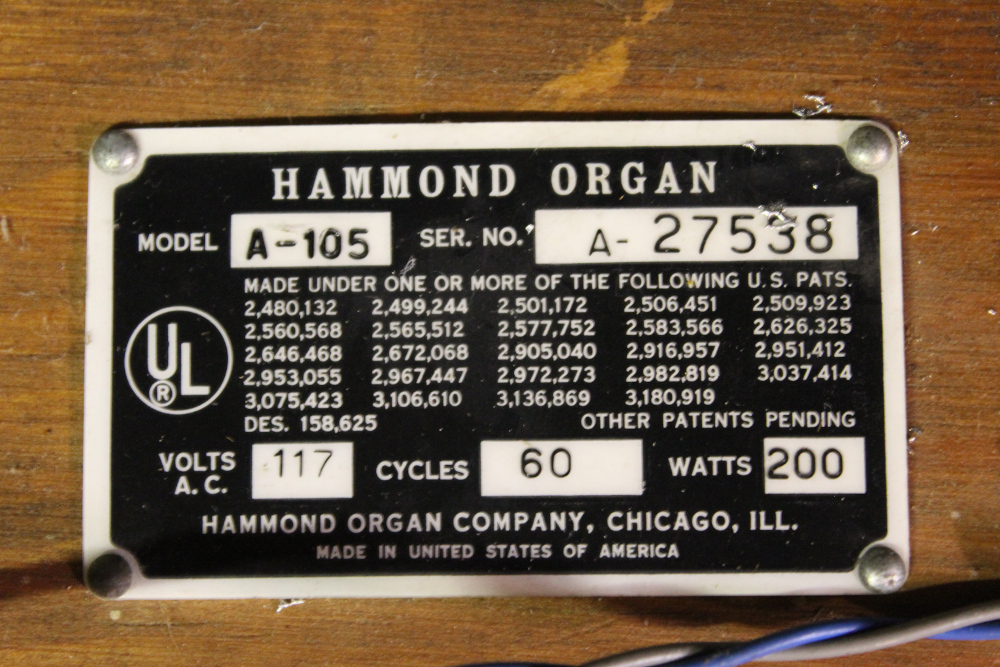 HAMMOND ORGAN
MODEL A-105 SER. NO. A- 27538
MADE UNDER ONE OR MORE OF THE FOLLOWING U.S. PATS.
2,480,132 2,499,244 2,501,172 2,506,451 2,509,923
2,560,568 2,565,512 2,577,752 2,583,566 2,626,325
2,646,468 2,672,068 2,905,040 2,916,957 2,951,412
2,953,055 2,967,447 2,972,273 2,982,819 3,037,414
3,075,423 3,106,610 3,136,869 3,180,919
DES. 158,625 OTHER PATENTS PENDING
UL
®
VOLTS A.C. 117 CYCLES 60 WATTS 200
HAMMOND ORGAN COMPANY, CHICAGO, ILL.
MADE IN UNITED STATES OF AMERICA